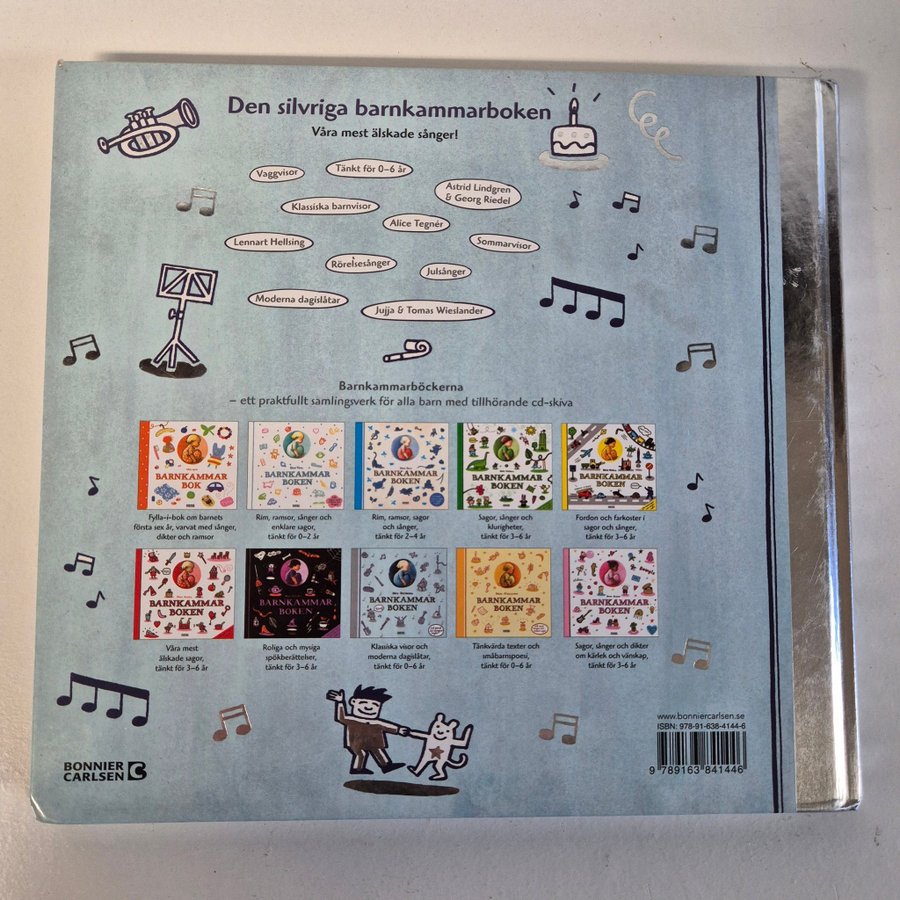 Den silvriga barnkammarboken
Våra mest älskade sånger!
Vaggvisor
Tänkt för 0–6 år
Astrid Lindgren
& Georg Riedel
Klassiska barnvisor
Alice Tegnér
Lennart Hellsing
Sommarvisor
Rörelsesånger
Julsånger
Moderna dagislåtar
Jujja & Tomas Wieslander
Barnkammarböckerna
– ett praktfullt samlingsverk för alla barn med tillhörande cd-skiva
BARNKAMMAR
BOK
BARNKAMMAR
BOKEN
BARNKAMMAR
BOKEN
BARNKAMMAR
BOKEN
BARNKAMMAR
BOKEN
Fylla-i-bok om barnets
första sex år, varvat med sånger,
dikter och ramsor
Rim, ramsor, sånger och
enklare sagor,
tänkt för 0–2 år
Rim, ramsor, sagor
och sånger,
tänkt för 2–4 år
Sagor, sånger och
klurigheter,
tänkt för 3–6 år
Fordon och farkoster i
sagor och sånger,
tänkt för 3–6 år
BARNKAMMAR
BOKEN
BARNKAMMAR
BOKEN
BARNKAMMAR
BOKEN
BARNKAMMAR
BOKEN
BARNKAMMAR
BOKEN
Våra mest
älskade sagor,
tänkt för 3–6 år
Roliga och mysiga
spökberättelser,
tänkt för 3–6 år
Klassiska visor och
moderna dagislåtar,
tänkt för 0–6 år
Tänkvärda texter och
småbarnspoesi,
tänkt för 0–6 år
Sagor, sånger och dikter
om kärlek och vänskap,
tänkt för 3–6 år
www.bonniercarlsen.se
ISBN: 978-91-638-4144-6
9 789163 841446
BONNIER
CARLSEN